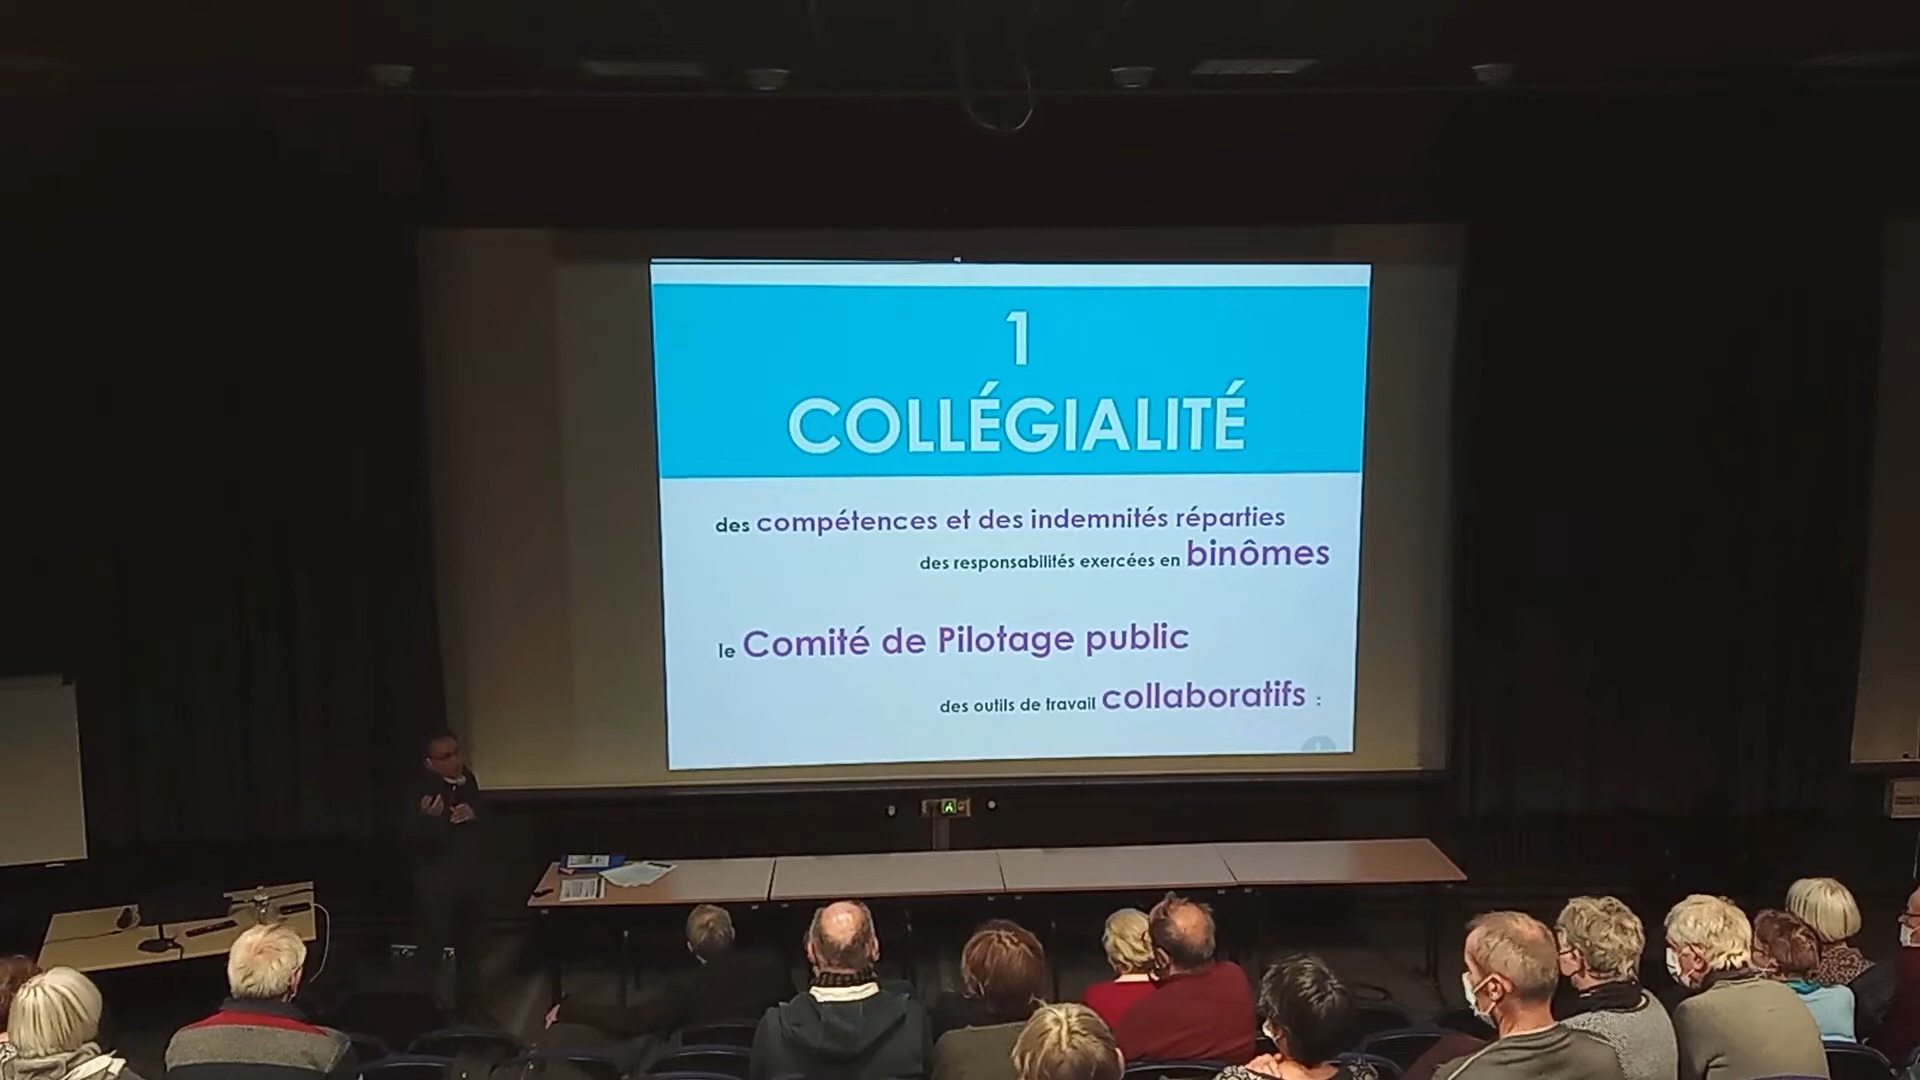 1
COLLÉGIALITÉ
des compétences et des indemnités réparties
des responsabilités exercées en binômes
le Comité de Pilotage public
des outils de travail collaboratifs :